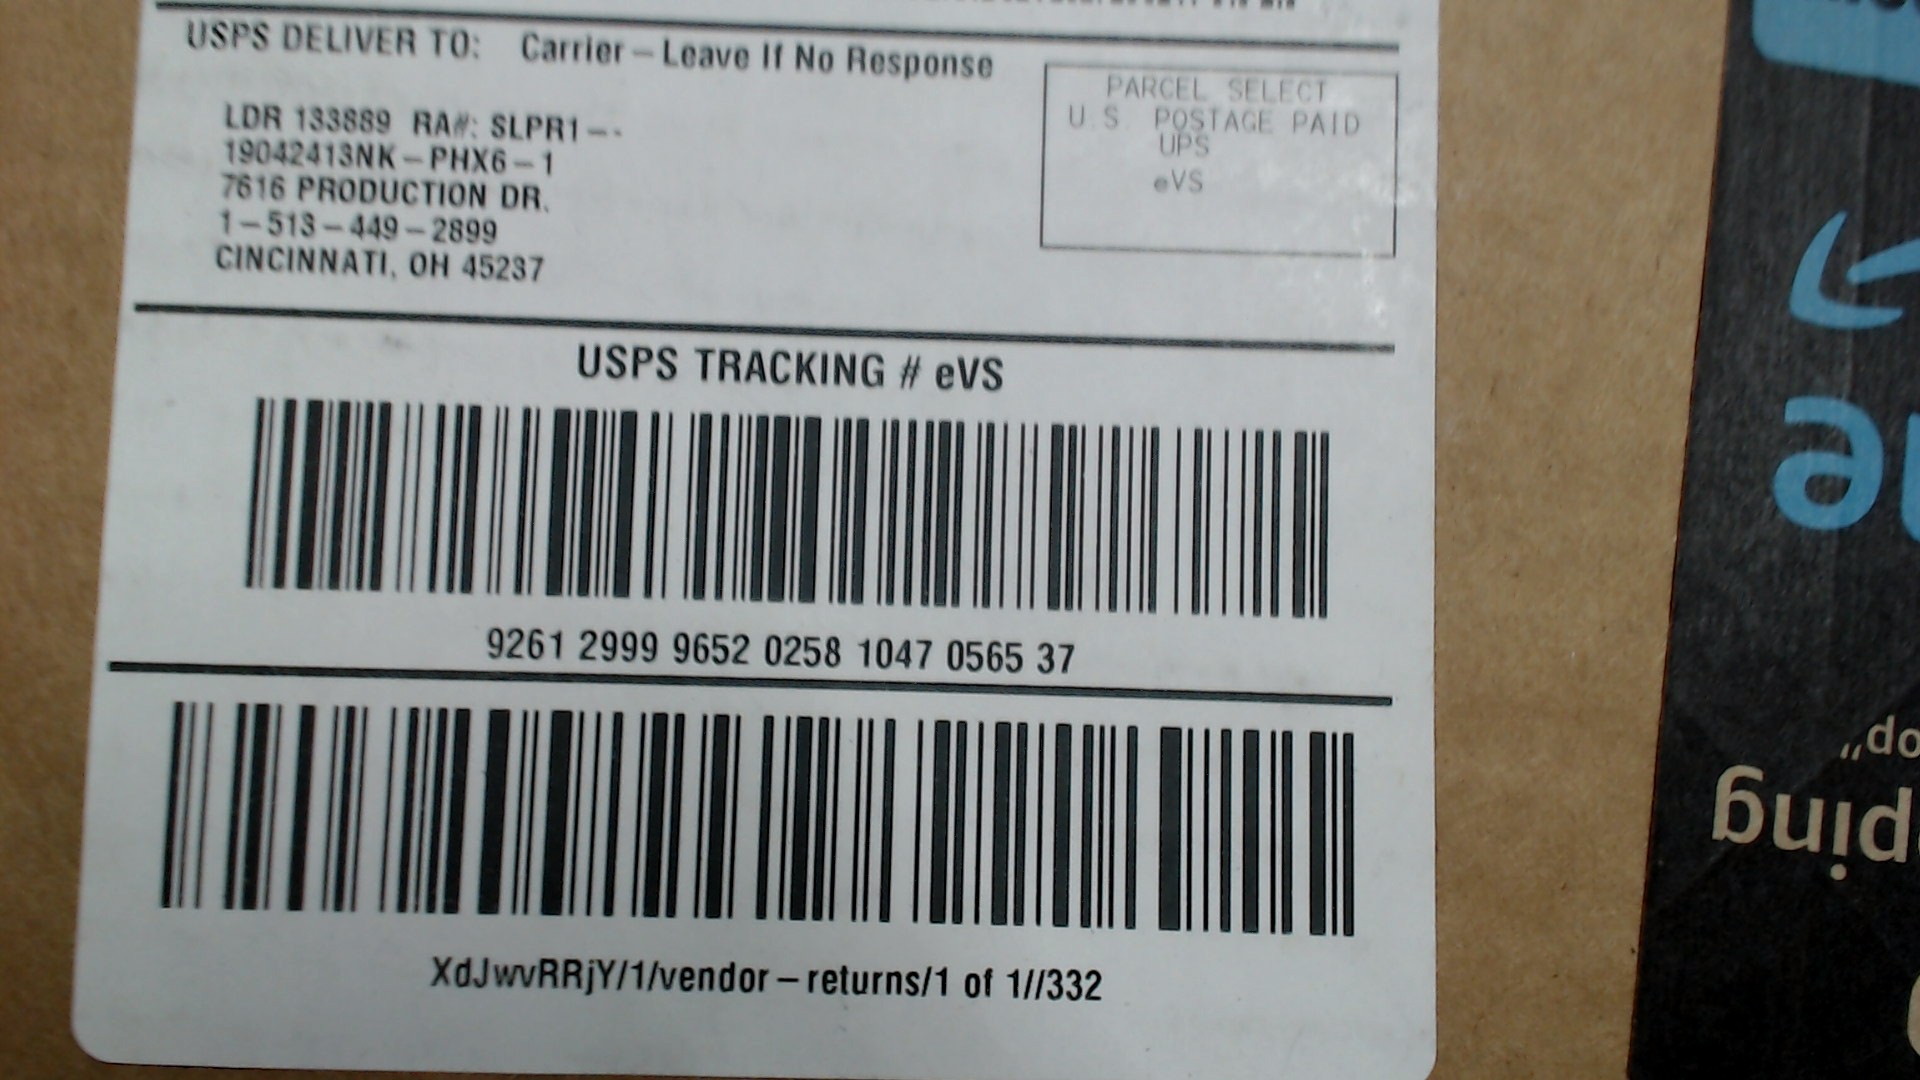 USPS DELIVER TO: Carrier – Leave If No Response
LDR 133889 RA#: SLPR1 – -
19042413NK – PHX6 – 1
7616 PRODUCTION DR.
1 – 513 – 449 – 2899
CINCINNATI, OH 45237
PARCEL SELECT
U.S. POSTAGE PAID
UPS
eVS
USPS TRACKING # eVS
9261 2999 9652 0258 1047 0565 37
XdJwvRRjY/1/vendor – returns/1 of 1//332